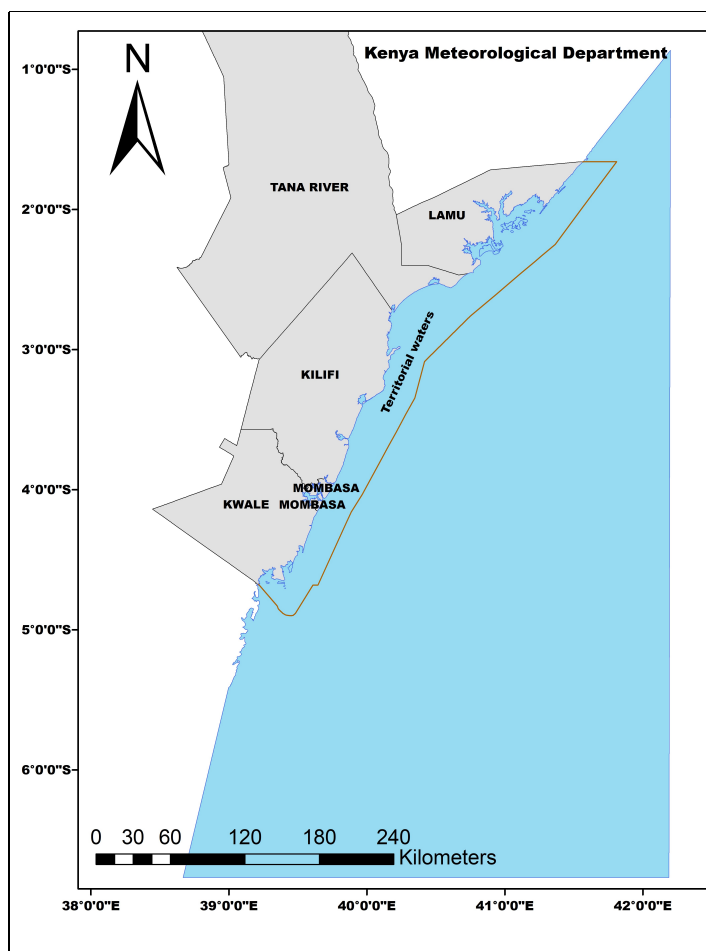 Kenya Meteorological Department
N
1°0'0"S
TANA RIVER
2°0'0"S
LAMU
Territorial waters
3°0'0"S
KILIFI
4°0'0"S
MOMBASA
KWALE MOMBASA
5°0'0"S
6°0'0"S
0 30 60 120 180 240
Kilometers
38°0'0"E 39°0'0"E 40°0'0"E 41°0'0"E 42°0'0"E